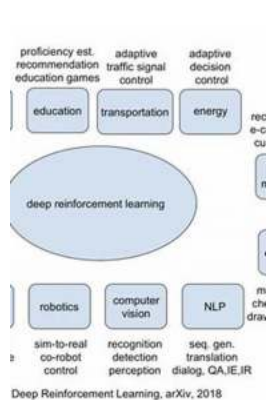 proficiency est.
recommendation
education games
adaptive
traffic signal
control
adaptive
decision
control
education
transportation
energy
deep reinforcement learning
robotics
computer
vision
NLP
sim-to-real
co-robot
control
recognition
detection
perception
seq. gen.
translation
dialog, QA,IE,IR
Deep Reinforcement Learning, arXiv, 2018